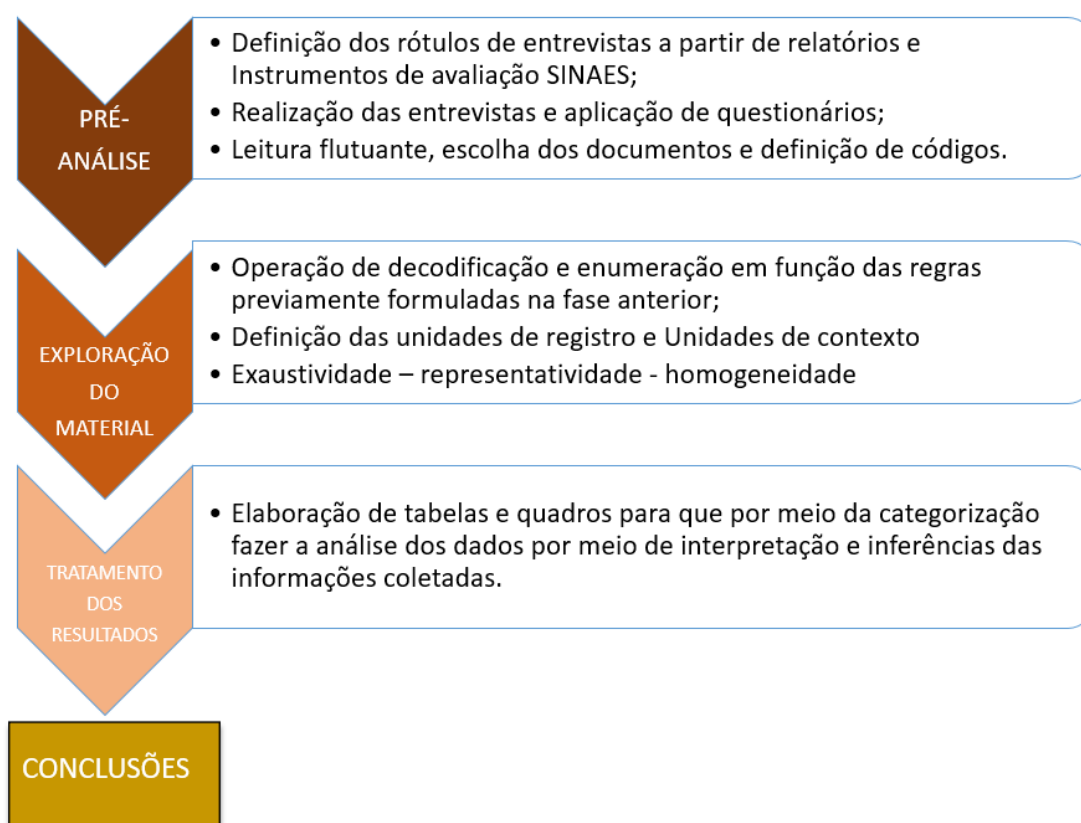 PRÉ-
ANÁLISE
• Definição dos rótulos de entrevistas a partir de relatórios e
Instrumentos de avaliação SINAES;
• Realização das entrevistas e aplicação de questionários;
• Leitura flutuante, escolha dos documentos e definição de códigos.
EXPLORAÇÃO
DO
MATERIAL
• Operação de decodificação e enumeração em função das regras
previamente formuladas na fase anterior;
• Definição das unidades de registro e Unidades de contexto
• Exaustividade – representatividade - homogeneidade
TRATAMENTO
DOS
RESULTADOS
• Elaboração de tabelas e quadros para que por meio da categorização
fazer a análise dos dados por meio de interpretação e inferências das
informações coletadas.
CONCLUSÕES